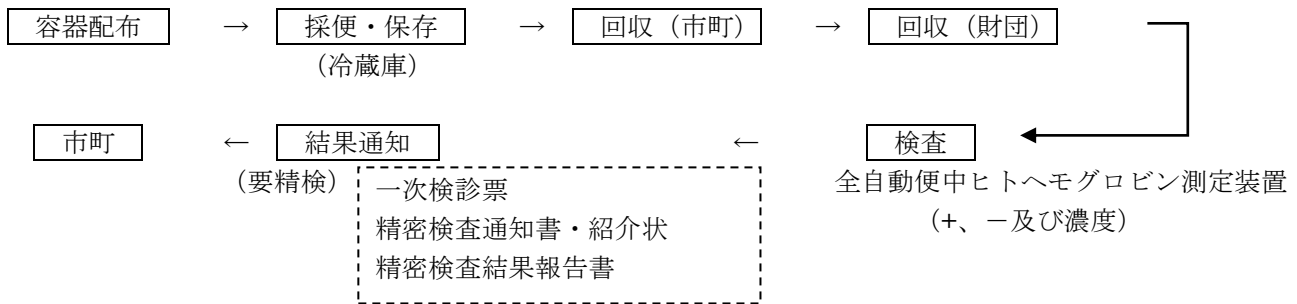 容器配布 → 採便・保存 → 回収（市町） → 回収（財団）
（冷蔵庫）
市町 ← 結果通知 ← 検査
（要精検） 一次検診票 全自動便中ヒトヘモグロビン測定装置
精密検査通知書・紹介状 （+、－及び濃度）
精密検査結果報告書